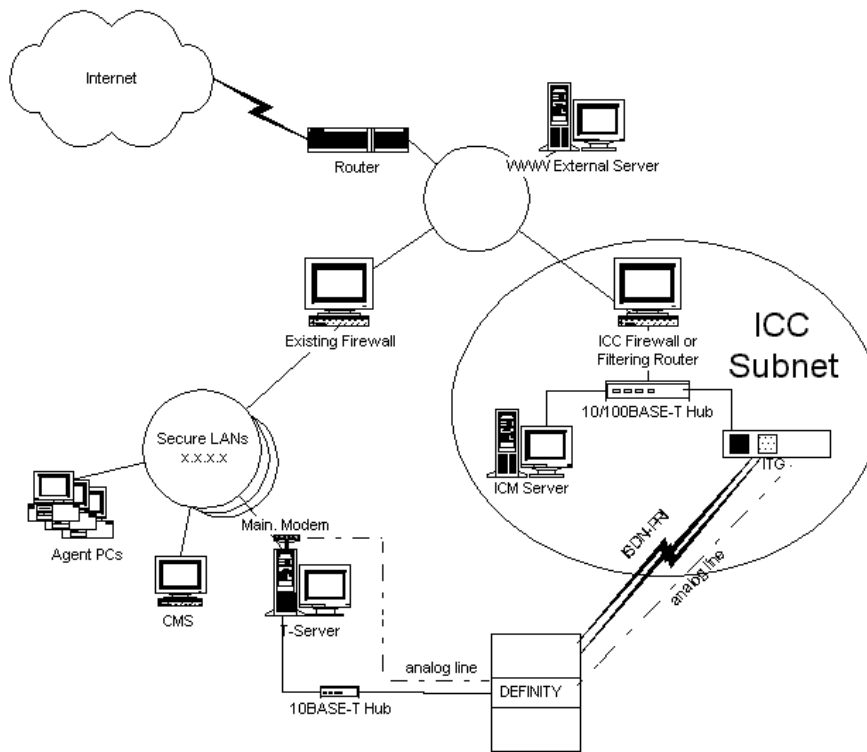 Internet
Router
WWW External Server
Existing Firewall
ICC Firewall or
Filtering Router
ICC
Subnet
10/100BASE-T Hub
Secure LANs
x.x.x.x
ICM Server
ITG
Main. Modem
Agent PCs
CMS
T-Server
ISDN-PRI
analog line
analog line
DEFINITY
10BASE-T Hub